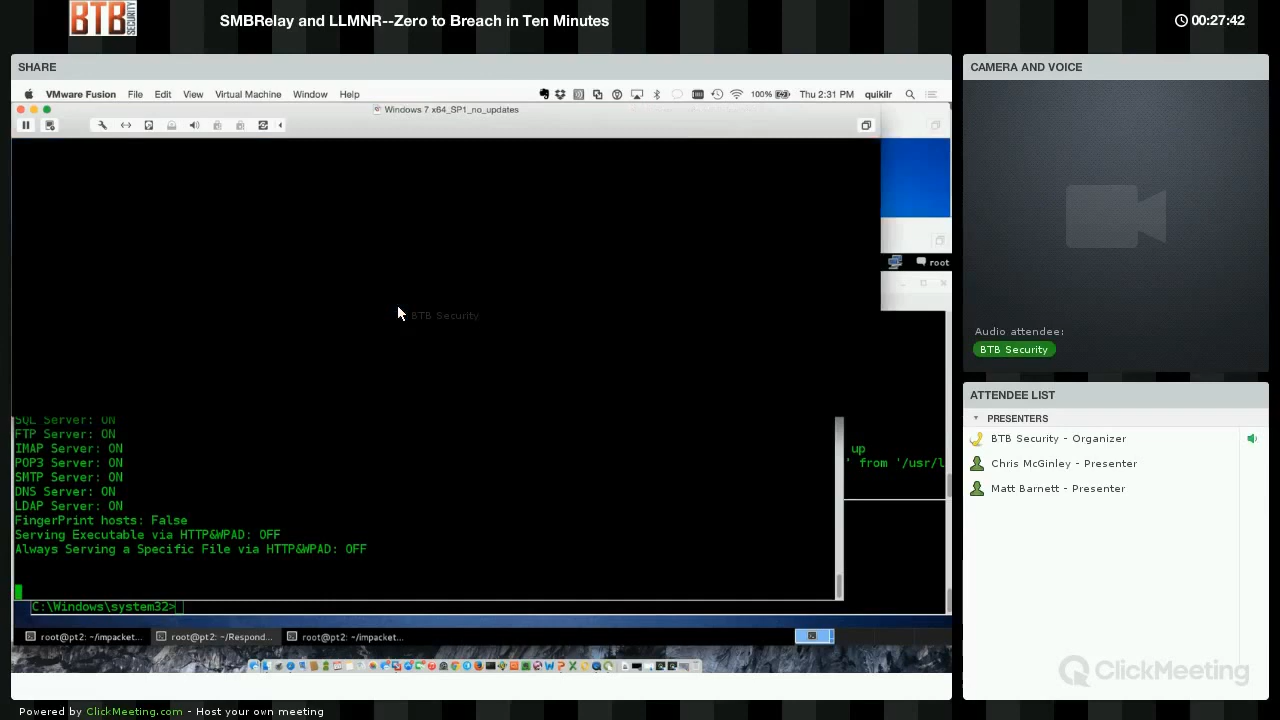 BTB SECURITY
SMBRelay and LLMNR--Zero to Breach in Ten Minutes
00:27:42
SHARE
VMware Fusion File Edit View Virtual Machine Window Help
100% Thu 2:31 PM quikilr
Windows 7 x64_SP1_no_updates
root
BTB Security
SQL Server: ON
FTP Server: ON
IMAP Server: ON
up
POP3 Server: ON
' from '/usr/l
SMTP Server: ON
DNS Server: ON
LDAP Server: ON
FingerPrint hosts: False
Serving Executable via HTTP&WPAD: OFF
Always Serving a Specific File via HTTP&WPAD: OFF
C:\Windows\system32>
root@pt2: ~/impacket... root@pt2: ~/Respond... root@pt2: ~/impacket...
CAMERA AND VOICE
Audio attendee:
BTB Security
ATTENDEE LIST
PRESENTERS
BTB Security - Organizer
Chris McGinley - Presenter
Matt Barnett - Presenter
ClickMeeting
Powered by ClickMeeting.com - Host your own meeting